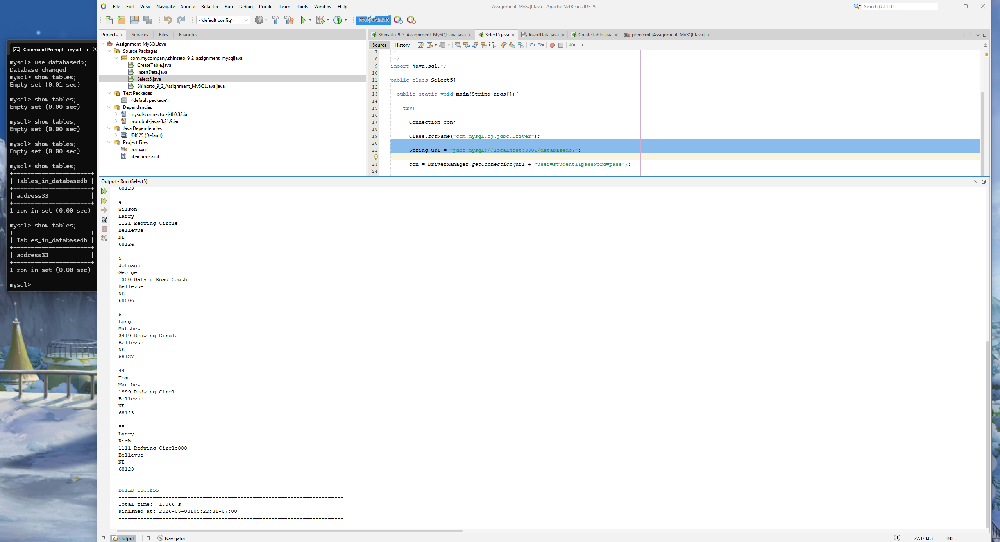 File Edit View Navigate Source Refactor Run Debug Profile Team Tools Window Help
Assignment_MySQLJava - Apache NetBeans IDE 29
Search (Ctrl+I)
<default config>
379.3/404.0MB
Command Prompt - mysql -u
mysql> use databasedb;
Database changed
mysql> show tables;
Empty set (0.01 sec)
mysql> show tables;
Empty set (0.00 sec)
mysql> show tables;
Empty set (0.00 sec)
mysql> show tables;
Empty set (0.00 sec)
mysql> show tables;
+----------------------+
| Tables_in_databasedb |
+----------------------+
| address33            |
+----------------------+
1 row in set (0.00 sec)
mysql> show tables;
+----------------------+
| Tables_in_databasedb |
+----------------------+
| address33            |
+----------------------+
1 row in set (0.00 sec)
mysql>
Projects Services Files Favorites
Assignment_MySQLJava
Source Packages
com.mycompany.shinsato_9_2_assignment_mysqljava
CreateTable.java
InsertData.java
Select5.java
Shinsato_9_2_Assignment_MySQLJava.java
Test Packages
<default package>
Dependencies
mysql-connector-j-8.0.33.jar
protobuf-java-3.21.9.jar
Java Dependencies
JDK 25 (Default)
Project Files
pom.xml
nbactions.xml
Shinsato_9_2_Assignment_MySQLJava.java Select5.java InsertData.java CreateTable.java pom.xml [Assignment_MySQLJava]
Source History
7 *
8 */
9 import java.sql.*;
10
11 public class Select5{
12
13 public static void main(String args[]){
14
15 try{
16
17 Connection con;
18
19 Class.forName("com.mysql.cj.jdbc.Driver");
20
21 String url = "jdbc:mysql://localhost:3306/databasedb?";
23 con = DriverManager.getConnection(url + "user=student1&password=pass");
24
Output - Run (Select5)
68123
4
Wilson
Larry
1121 Redwing Circle
Bellevue
NE
68124
5
Johnson
George
1300 Galvin Road South
Bellevue
NE
68006
6
Long
Matthew
2419 Redwing Circle
Bellevue
NE
68127
44
Tom
Matthew
1999 Redwing Circle
Bellevue
NE
68123
55
Larry
Rich
1111 Redwing Circle888
Bellevue
NE
68123
------------------------------------------------------------------------
BUILD SUCCESS
------------------------------------------------------------------------
Total time:  1.066 s
Finished at: 2026-05-08T05:22:31-07:00
------------------------------------------------------------------------
Output Navigator
1 22:1/3:63 INS